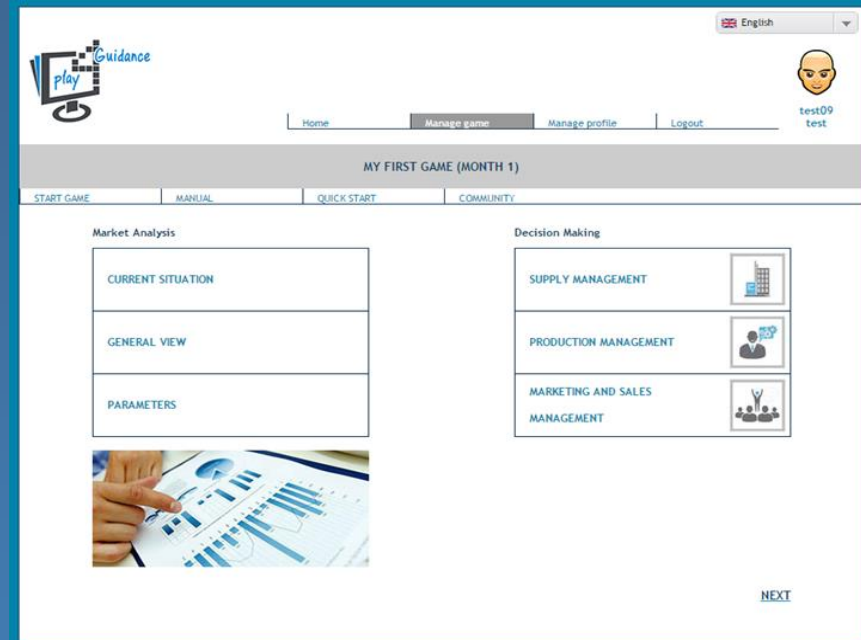 English
play Guidance
test09
test
Home Manage game Manage profile Logout
MY FIRST GAME (MONTH 1)
START GAME MANUAL QUICK START COMMUNITY
Market Analysis
CURRENT SITUATION
GENERAL VIEW
PARAMETERS
Decision Making
SUPPLY MANAGEMENT
PRODUCTION MANAGEMENT
MARKETING AND SALES
MANAGEMENT
NEXT